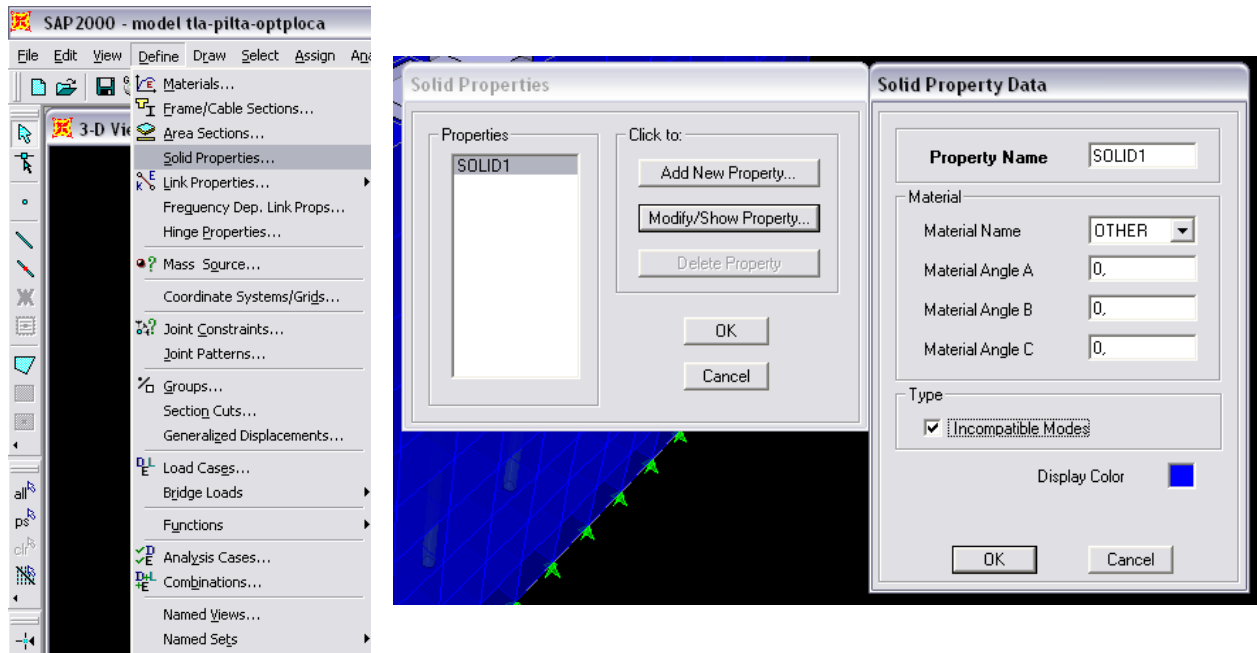 SAP2000 - model tla-pilta-optploca
File Edit View Define Draw Select Assign Ana
3-D Vie
Materials...
Frame/Cable Sections...
Area Sections...
Solid Properties...
Link Properties...
Frequency Dep. Link Props...
Hinge Properties...
Mass Source...
Coordinate Systems/Grids...
Joint Constraints...
Joint Patterns...
Groups...
Section Cuts...
Generalized Displacements...
Load Cases...
Bridge Loads
Functions
Analysis Cases...
Combinations...
Named Views...
Named Sets
all
ps
clr
Solid Properties
Properties
SOLID1
Click to:
Add New Property...
Modify/Show Property...
Delete Property
OK
Cancel
Solid Property Data
Property Name SOLID1
Material
Material Name OTHER
Material Angle A 0,
Material Angle B 0,
Material Angle C 0,
Type
Incompatible Modes
Display Color
OK Cancel